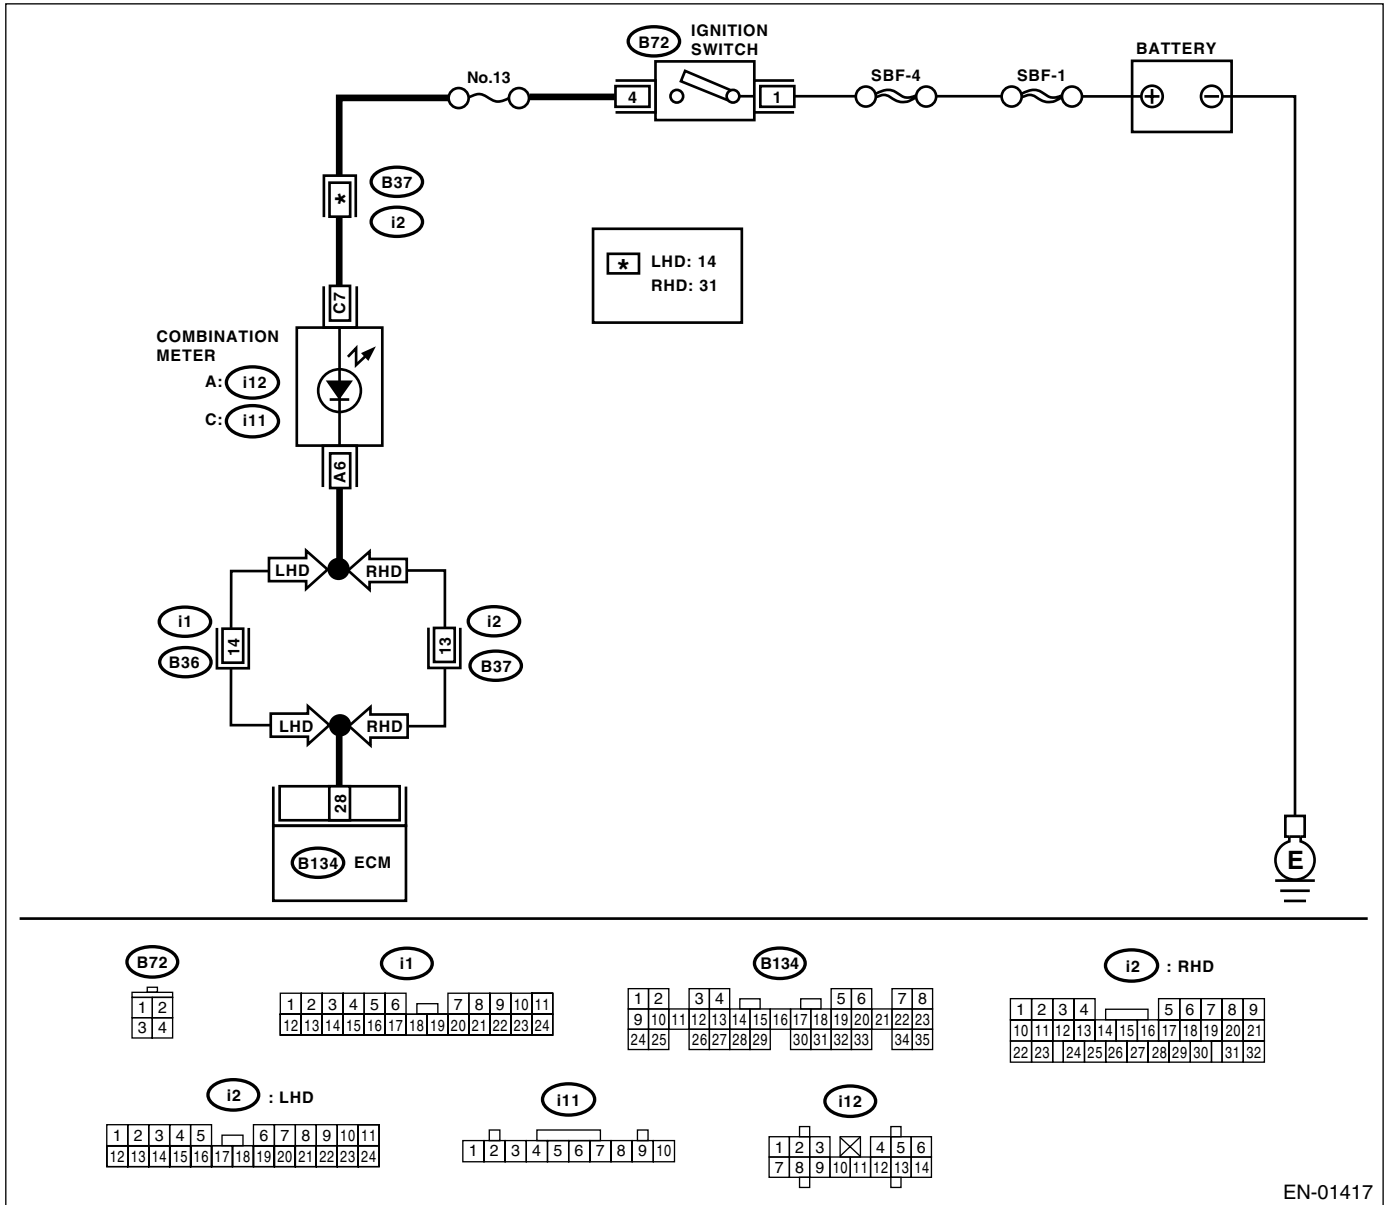 B72 IGNITION SWITCH
BATTERY
No.13
4
1
SBF-4
SBF-1
+
−
*
B37
i2
* LHD: 14
RHD: 31
C7
COMBINATION METER
A: i12
C: i11
A6
LHD
RHD
i1
14
B36
i2
13
B37
LHD
RHD
28
B134 ECM
E
B72
1 2
3 4
i1
1 2 3 4 5 6 7 8 9 10 11
12 13 14 15 16 17 18 19 20 21 22 23 24
B134
1 2 3 4 5 6 7 8
9 10 11 12 13 14 15 16 17 18 19 20 21 22 23
24 25 26 27 28 29 30 31 32 33 34 35
i2 : RHD
1 2 3 4 5 6 7 8 9
10 11 12 13 14 15 16 17 18 19 20 21
22 23 24 25 26 27 28 29 30 31 32
i2 : LHD
1 2 3 4 5 6 7 8 9 10 11
12 13 14 15 16 17 18 19 20 21 22 23 24
i11
1 2 3 4 5 6 7 8 9 10
i12
1 2 3 4 5 6
7 8 9 10 11 12 13 14
EN-01417